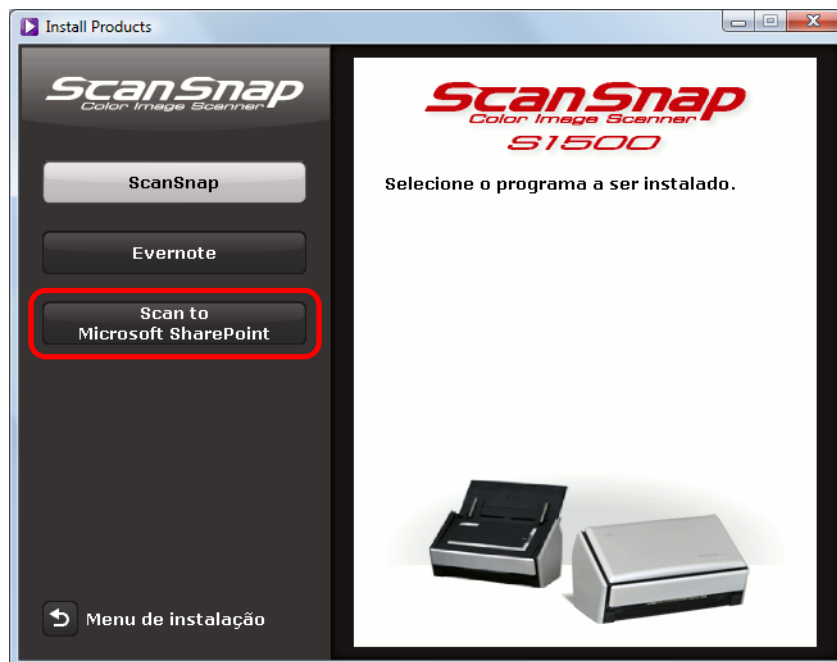 Install Products
ScanSnap
Color Image Scanner
ScanSnap
Evernote
Scan to
Microsoft SharePoint
Menu de instalação
ScanSnap
Color Image Scanner
S1500
Selecione o programa a ser instalado.